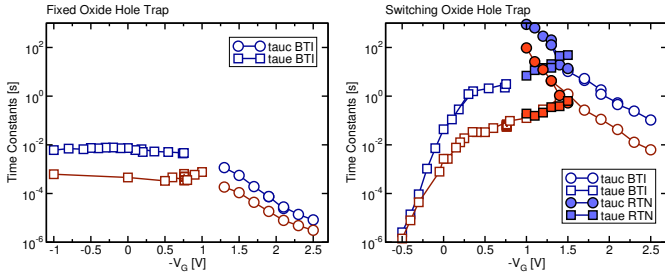 Fixed Oxide Hole Trap
Switching Oxide Hole Trap
Time Constants [s]
10^2
10^0
10^-2
10^-4
10^-6
-1 -0.5 0 0.5 1 1.5 2 2.5
-V_G [V]
tauc BTI
taue BTI
Time Constants [s]
10^2
10^0
10^-2
10^-4
10^-6
-0.5 0 0.5 1 1.5 2 2.5
-V_G [V]
tauc BTI
taue BTI
tauc RTN
taue RTN